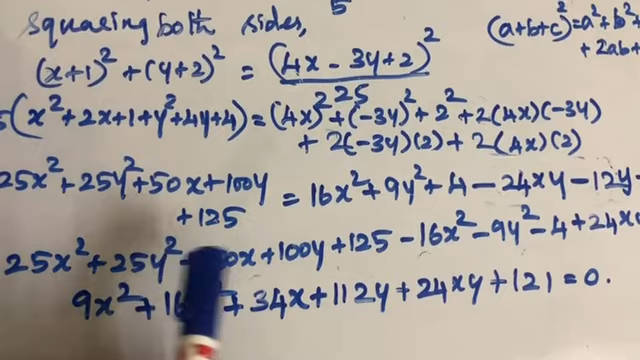 5
Squaring both sides,
(a+b+c)² = a²+b²+
+ 2ab+
(x+1)² + (y+2)² = (4x - 3y+2)²
25
(x²+2x+1+y²+4y+4) = (4x)²+(-3y)²+2²+2(4x)(-3y)
+ 2(-3y)(2) + 2(4x)(2)
25x²+25y²+50x+100y = 16x²+9y²+4-24xy-12y
+125
25x²+25y² 0x+100y+125-16x²-9y²-4+24x
9x²+ +34x+112y+24xy+121=0.